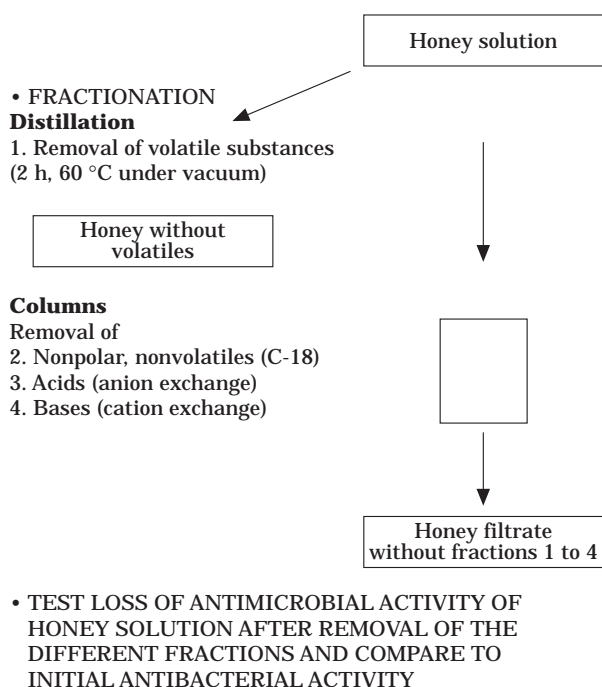 Honey solution
• FRACTIONATION
Distillation
1. Removal of volatile substances
(2 h, 60 °C under vacuum)
Honey without
volatiles
Columns
Removal of
2. Nonpolar, nonvolatiles (C-18)
3. Acids (anion exchange)
4. Bases (cation exchange)
Honey filtrate
without fractions 1 to 4
• TEST LOSS OF ANTIMICROBIAL ACTIVITY OF
HONEY SOLUTION AFTER REMOVAL OF THE
DIFFERENT FRACTIONS AND COMPARE TO
INITIAL ANTIBACTERIAL ACTIVITY